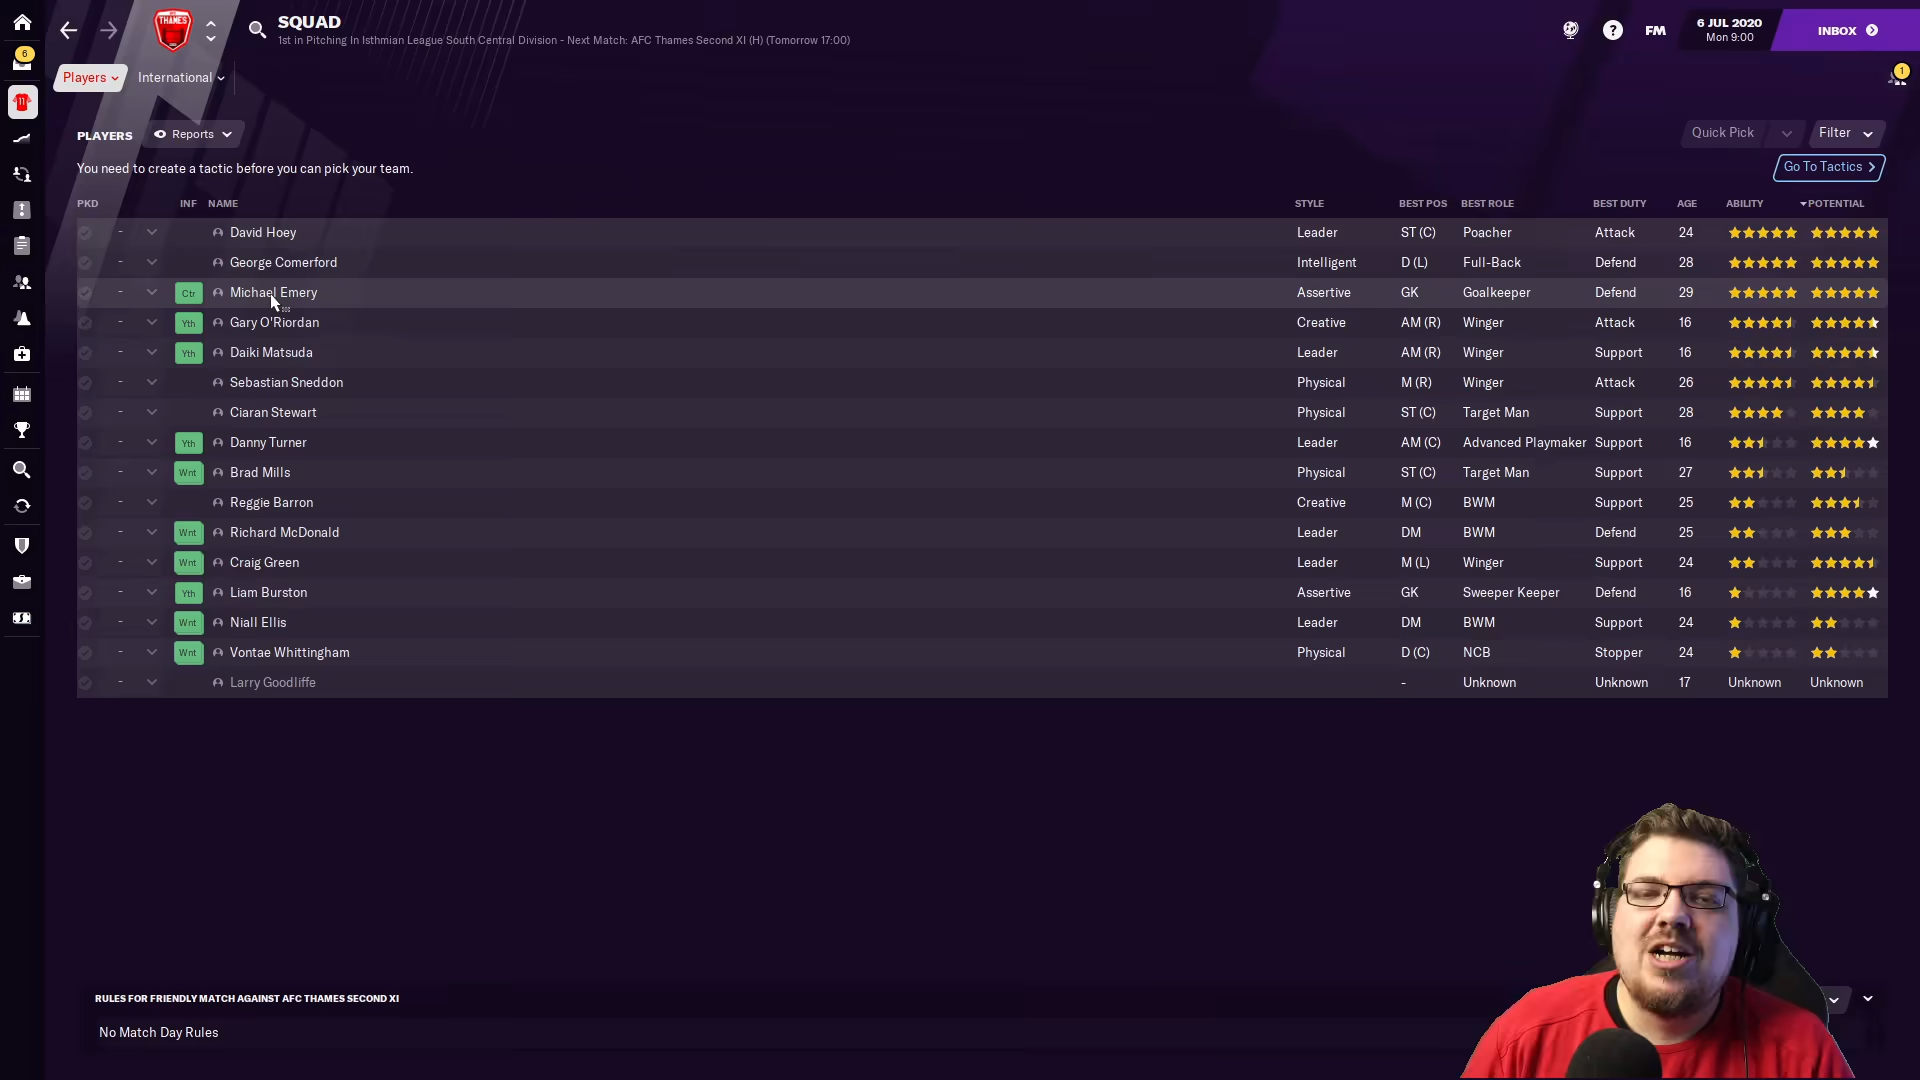 SQUAD
1st in Pitching In Isthmian League South Central Division - Next Match: AFC Thames Second XI (H) (Tomorrow 17:00)
THAMES
FM
6 JUL 2020
Mon 9:00
INBOX
6
1
11
Players
International
PLAYERS
Reports
Quick Pick
Filter
You need to create a tactic before you can pick your team.
Go To Tactics
PKD INF NAME STYLE BEST POS BEST ROLE BEST DUTY AGE ABILITY POTENTIAL
- David Hoey Leader ST (C) Poacher Attack 24
- George Comerford Intelligent D (L) Full-Back Defend 28
- Ctr Michael Emery Assertive GK Goalkeeper Defend 29
- Yth Gary O'Riordan Creative AM (R) Winger Attack 16
- Yth Daiki Matsuda Leader AM (R) Winger Support 16
- Sebastian Sneddon Physical M (R) Winger Attack 26
- Ciaran Stewart Physical ST (C) Target Man Support 28
- Yth Danny Turner Leader AM (C) Advanced Playmaker Support 16
- Wnt Brad Mills Physical ST (C) Target Man Support 27
- Reggie Barron Creative M (C) BWM Support 25
- Wnt Richard McDonald Leader DM BWM Defend 25
- Wnt Craig Green Leader M (L) Winger Support 24
- Yth Liam Burston Assertive GK Sweeper Keeper Defend 16
- Wnt Niall Ellis Leader DM BWM Support 24
- Wnt Vontae Whittingham Physical D (C) NCB Stopper 24
- Larry Goodliffe - Unknown Unknown 17 Unknown Unknown
RULES FOR FRIENDLY MATCH AGAINST AFC THAMES SECOND XI
No Match Day Rules